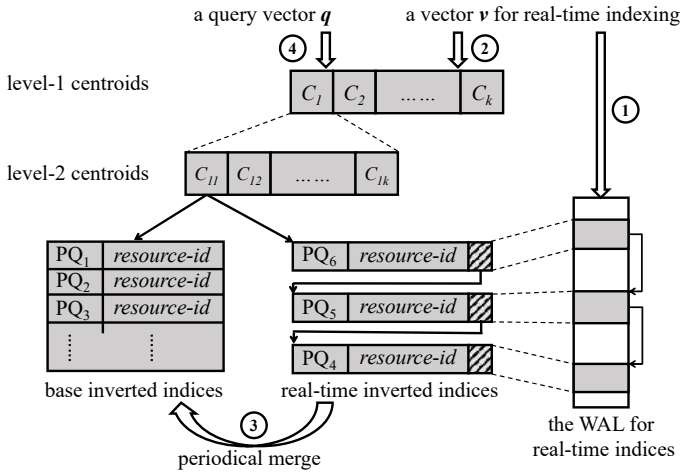 a query vector q
a vector v for real-time indexing
4
2
level-1 centroids
C1 C2 ...... Ck
1
level-2 centroids
C11 C12 ...... C1k
PQ1 resource-id
PQ2 resource-id
PQ3 resource-id
PQ6 resource-id
PQ5 resource-id
PQ4 resource-id
base inverted indices
real-time inverted indices
3
periodical merge
the WAL for
real-time indices